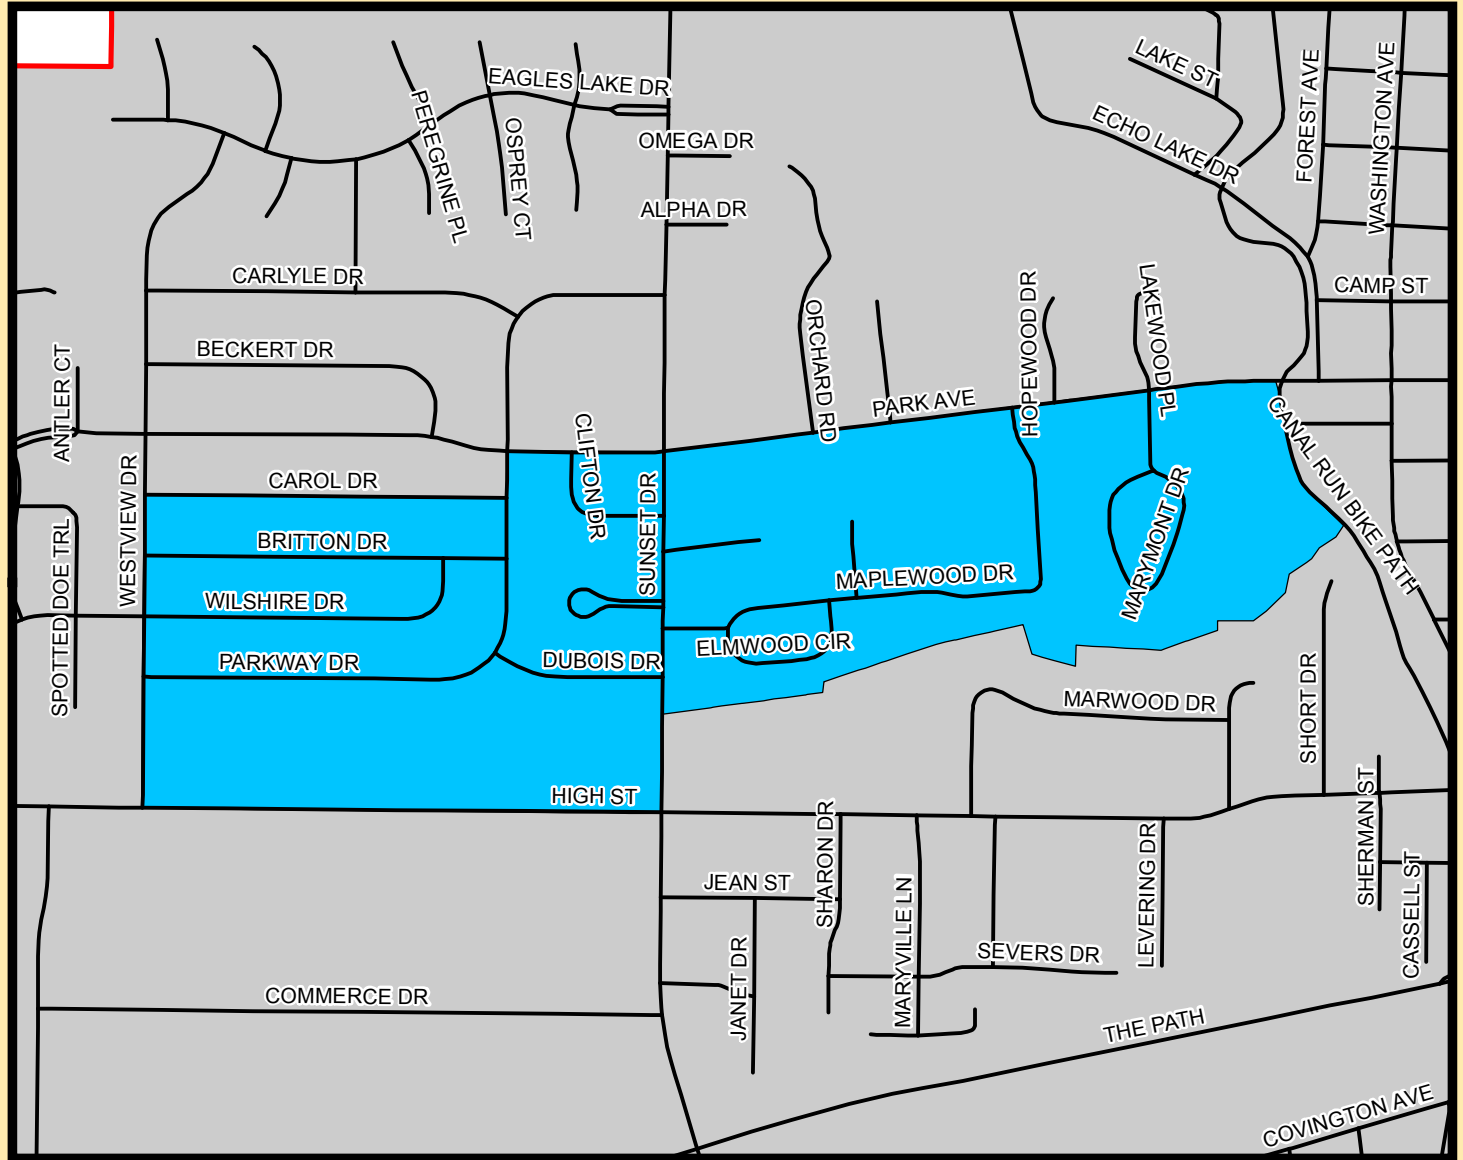 LAKE ST
EAGLES LAKE DR
FOREST AVE
WASHINGTON AVE
PEREGRINE PL
OSPREY CT
OMEGA DR
ECHO LAKE DR
ALPHA DR
CARLYLE DR
CAMP ST
ORCHARD RD
HOPEWOOD DR
LAKEWOOD PL
BECKERT DR
ANTLER CT
PARK AVE
CLIFTON DR
CANAL RUN BIKE PATH
WESTVIEW DR
CAROL DR
SUNSET DR
MARYMONT DR
BRITTON DR
SPOTTED DOE TRL
MAPLEWOOD DR
WILSHIRE DR
ELMWOOD CIR
PARKWAY DR
DUBOIS DR
MARWOOD DR
SHORT DR
HIGH ST
SHERMAN ST
SHARON DR
LEVERING DR
JEAN ST
MARYVILLE LN
CASSELL ST
JANET DR
SEVERS DR
COMMERCE DR
THE PATH
COVINGTON AVE